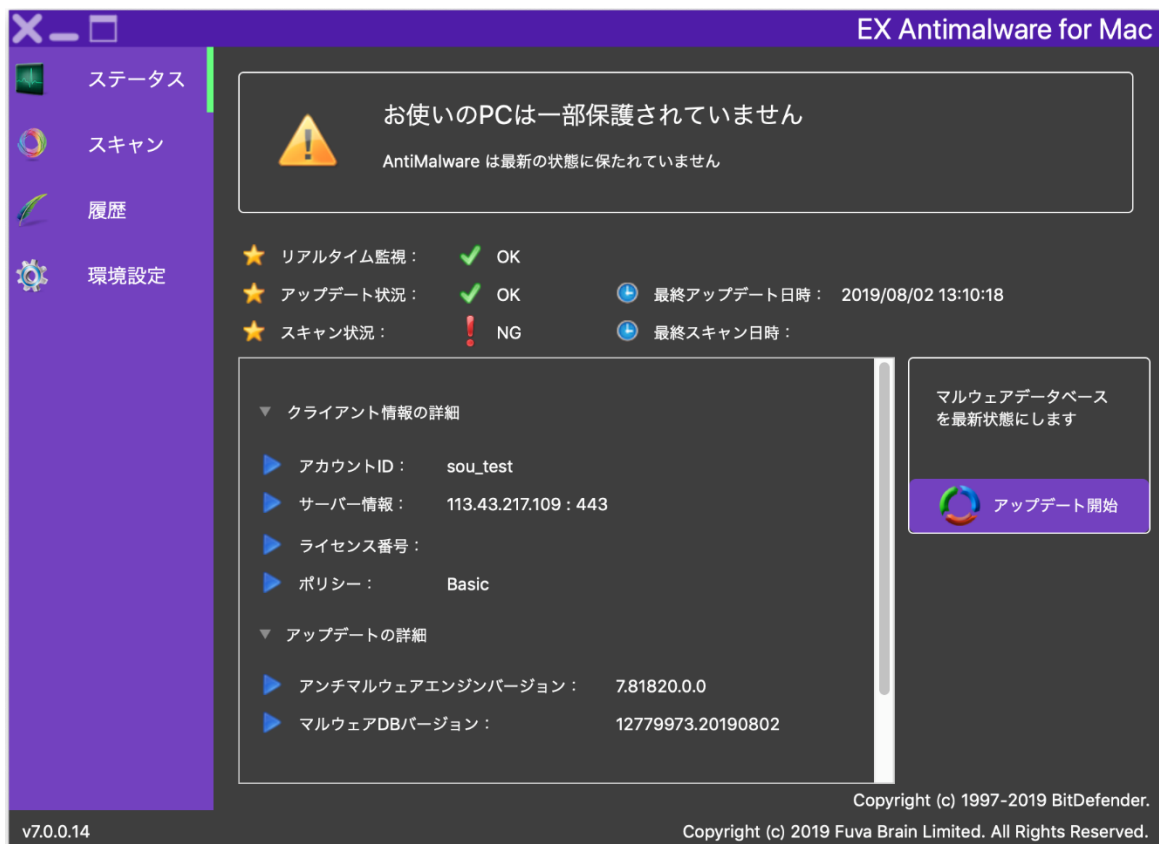 EX Antimalware for Mac
ステータス
スキャン
履歴
環境設定
お使いのPCは一部保護されていません
AntiMalware は最新の状態に保たれていません
リアルタイム監視： OK
アップデート状況： OK 最終アップデート日時： 2019/08/02 13:10:18
スキャン状況： NG 最終スキャン日時：
クライアント情報の詳細
アカウントID： sou_test
サーバー情報： 113.43.217.109 : 443
ライセンス番号：
ポリシー： Basic
アップデートの詳細
アンチマルウェアエンジンバージョン： 7.81820.0.0
マルウェアDBバージョン： 12779973.20190802
マルウェアデータベース
を最新状態にします
アップデート開始
Copyright (c) 1997-2019 BitDefender.
v7.0.0.14
Copyright (c) 2019 Fuva Brain Limited. All Rights Reserved.